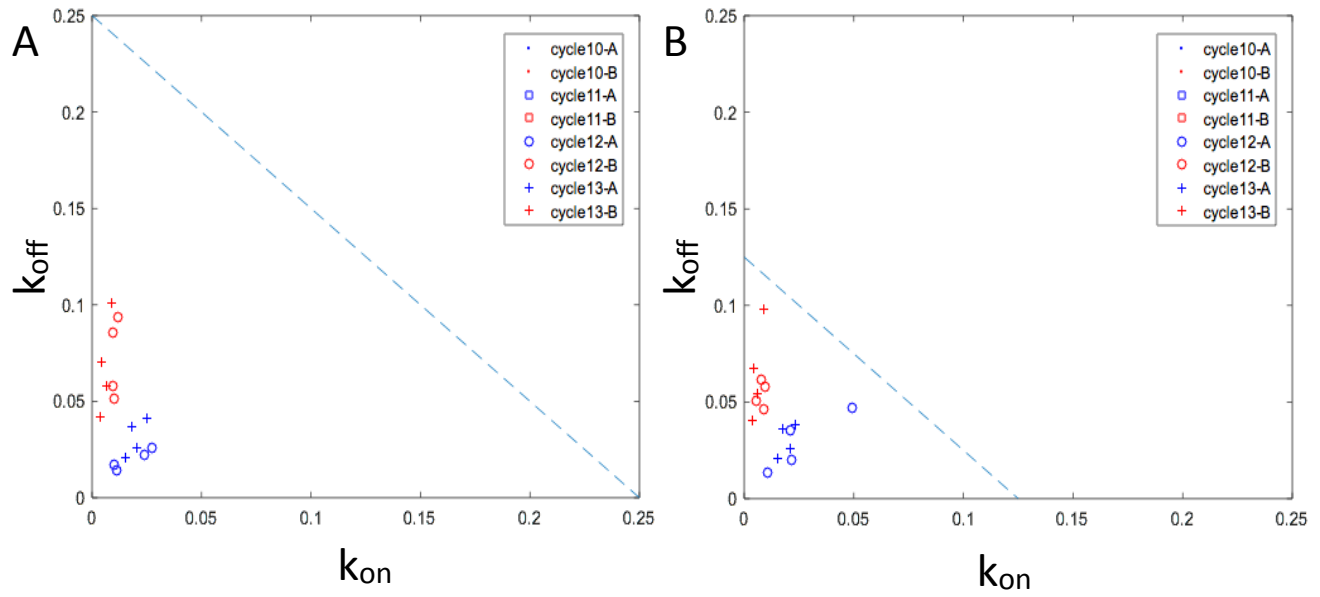 A
0.25
0.2
0.15
0.1
0.05
0
koff
0
0.05
0.1
0.15
0.2
0.25
kon
cycle10-A
cycle10-B
cycle11-A
cycle11-B
cycle12-A
cycle12-B
cycle13-A
cycle13-B
B
0.25
0.2
0.15
0.1
0.05
0
koff
0
0.05
0.1
0.15
0.2
0.25
kon
cycle10-A
cycle10-B
cycle11-A
cycle11-B
cycle12-A
cycle12-B
cycle13-A
cycle13-B